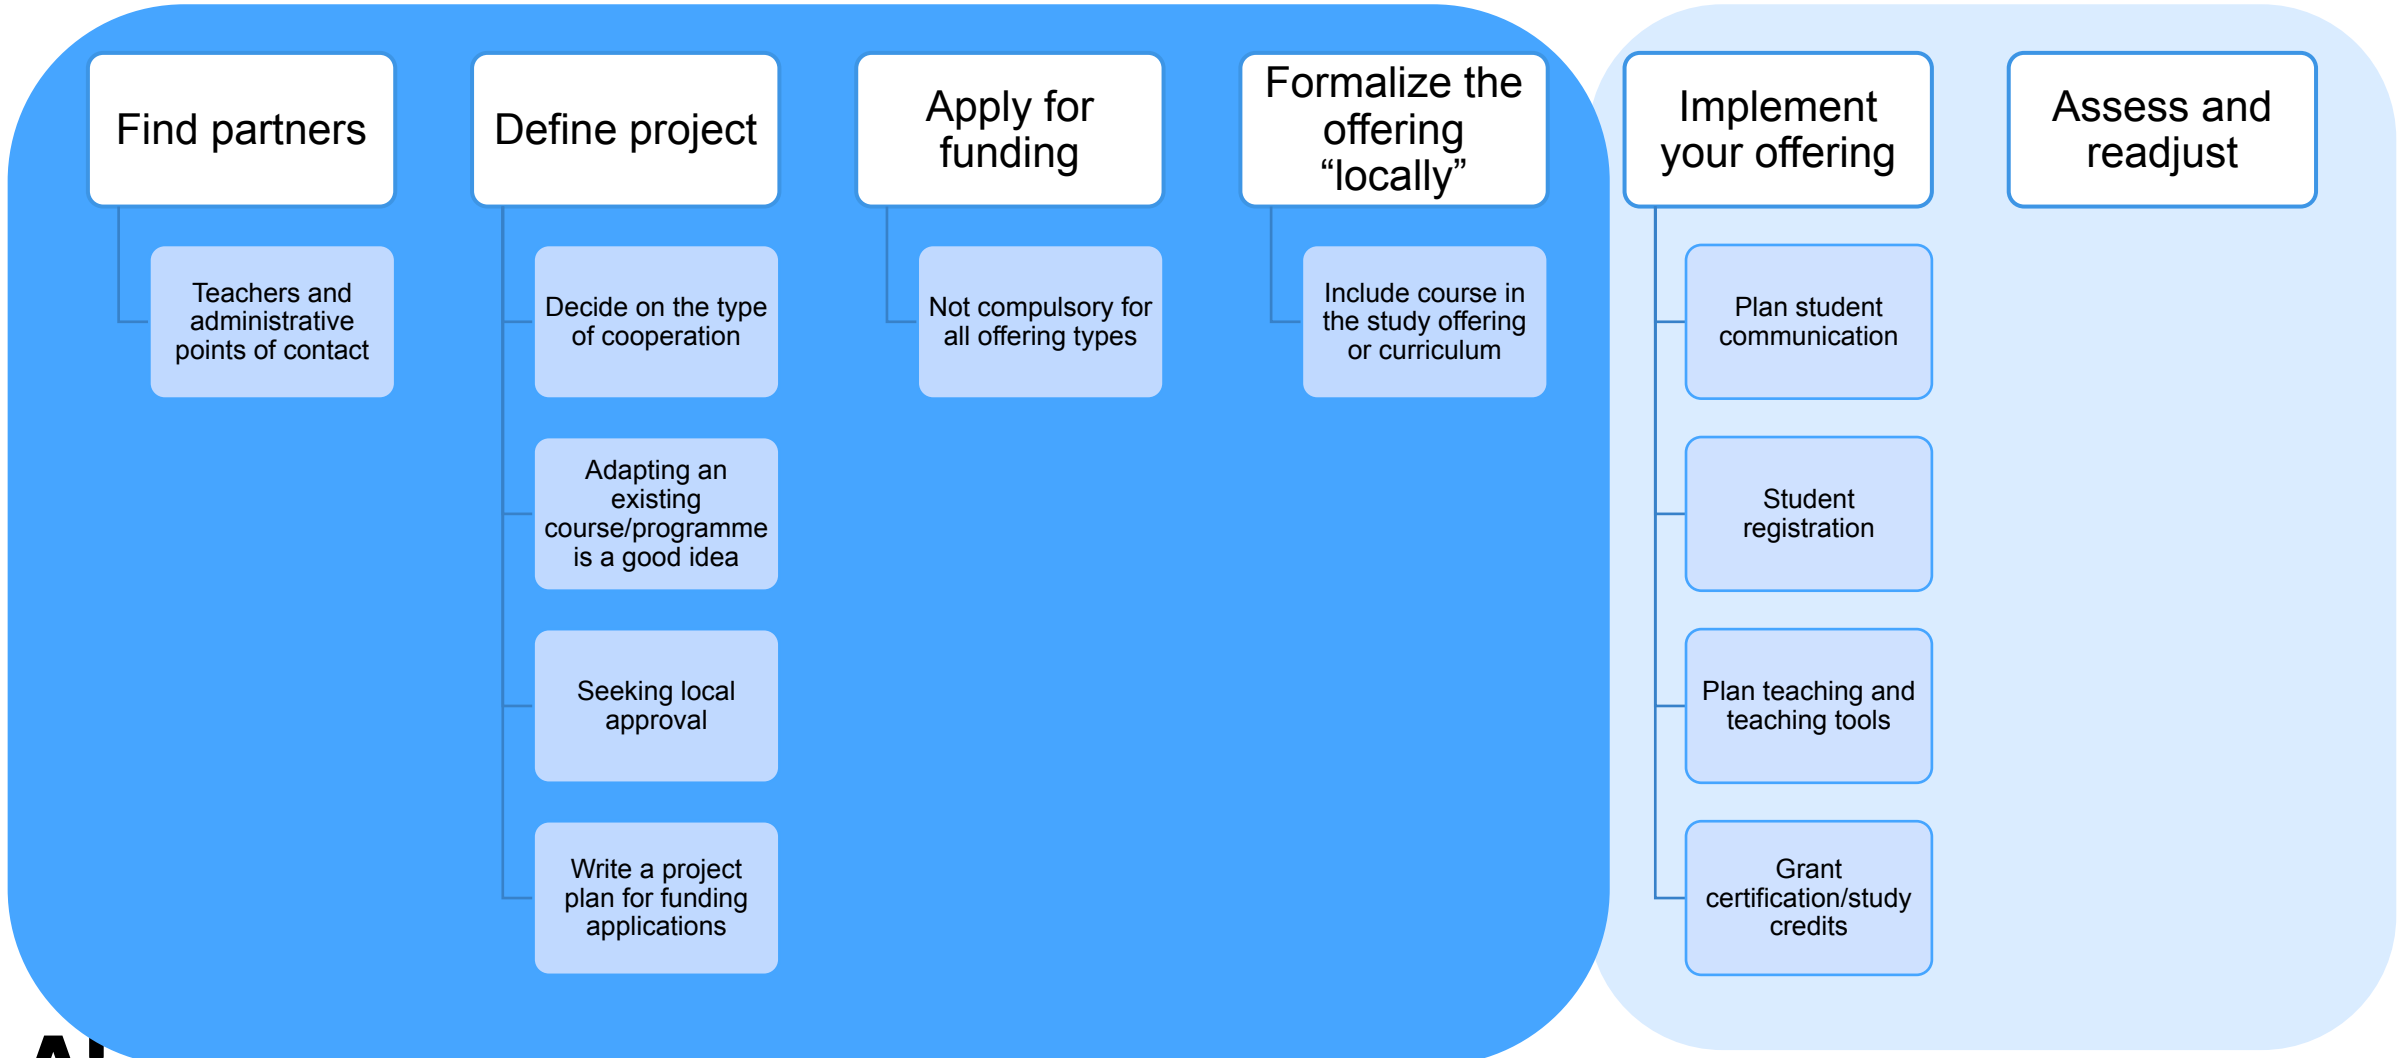 Find partners
Teachers and
administrative
points of contact
Define project
Decide on the type
of cooperation
Adapting an
existing
course/programme
is a good idea
Seeking local
approval
Write a project
plan for funding
applications
Apply for
funding
Not compulsory for
all offering types
Formalize the
offering
“locally”
Include course in
the study offering
or curriculum
Implement
your offering
Plan student
communication
Student
registration
Plan teaching and
teaching tools
Grant
certification/study
credits
Assess and
readjust